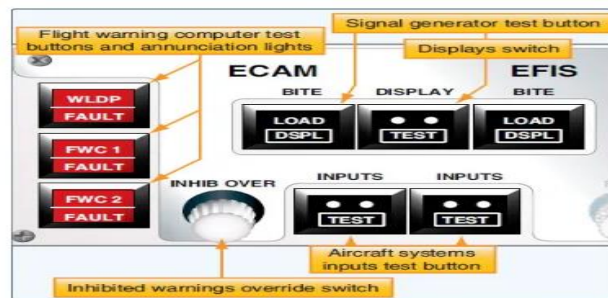 Signal generator test button
Flight warning computer test
buttons and annunciation lights
Displays switch
ECAM
EFIS
BITE
DISPLAY
BITE
WLDP
FAULT
LOAD
DSPL
TEST
LOAD
DSPL
FWC 1
FAULT
INHIB OVER
INPUTS
INPUTS
FWC 2
FAULT
TEST
TEST
Aircraft systems
inputs test button
Inhibited warnings override switch